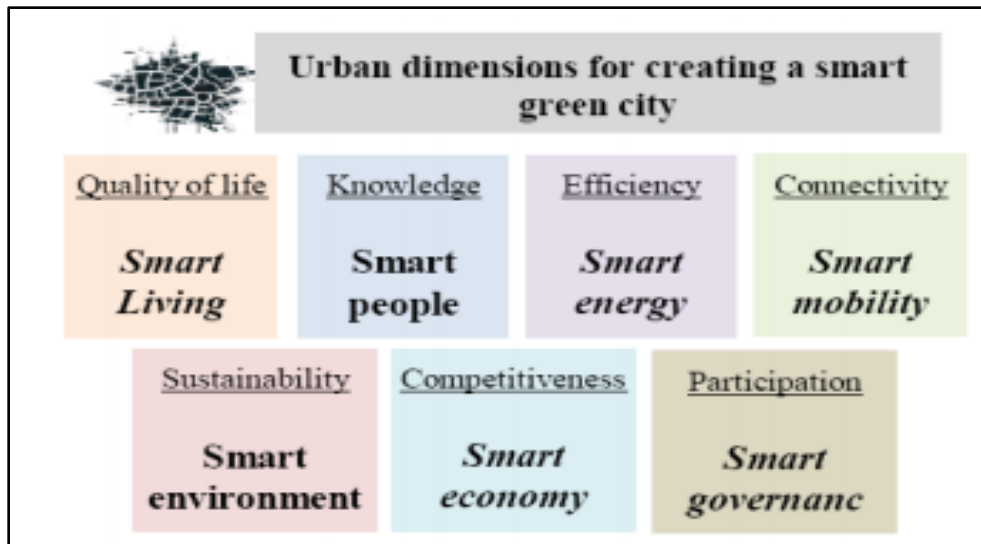 Urban dimensions for creating a smart
green city
Quality of life
Smart
Living
Knowledge
Smart
people
Efficiency
Smart
energy
Connectivity
Smart
mobility
Sustainability
Smart
environment
Competitiveness
Smart
economy
Participation
Smart
governanc